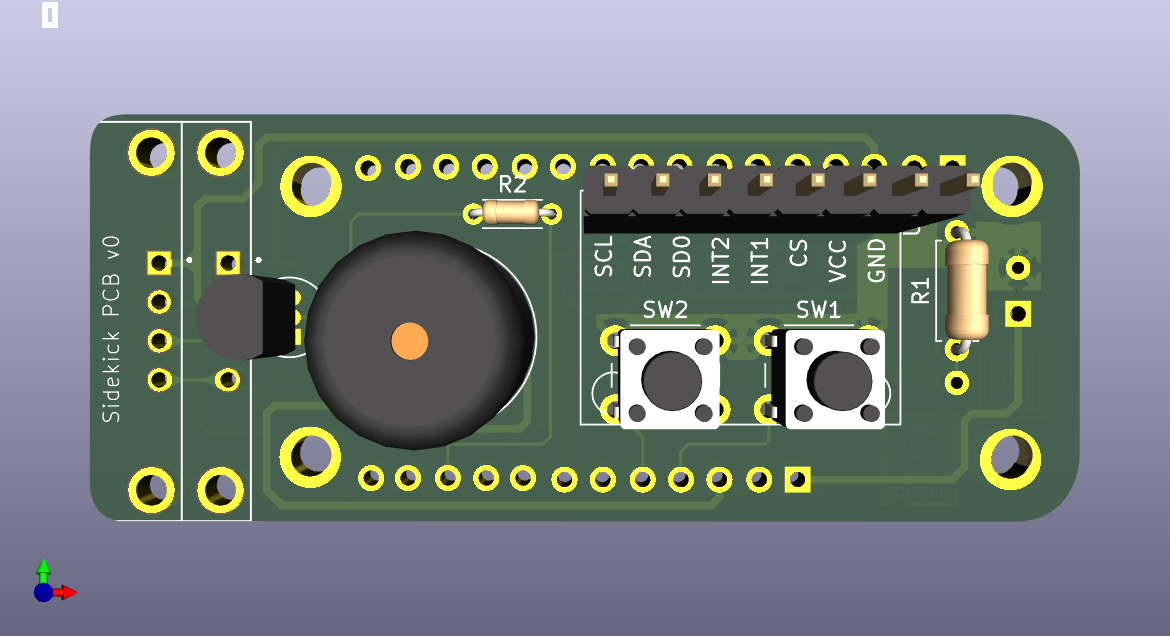 Sidekick PCB v0
R2
SCL
SDA
SDO
INT2
INT1
CS
VCC
GND
R1
SW2
SW1